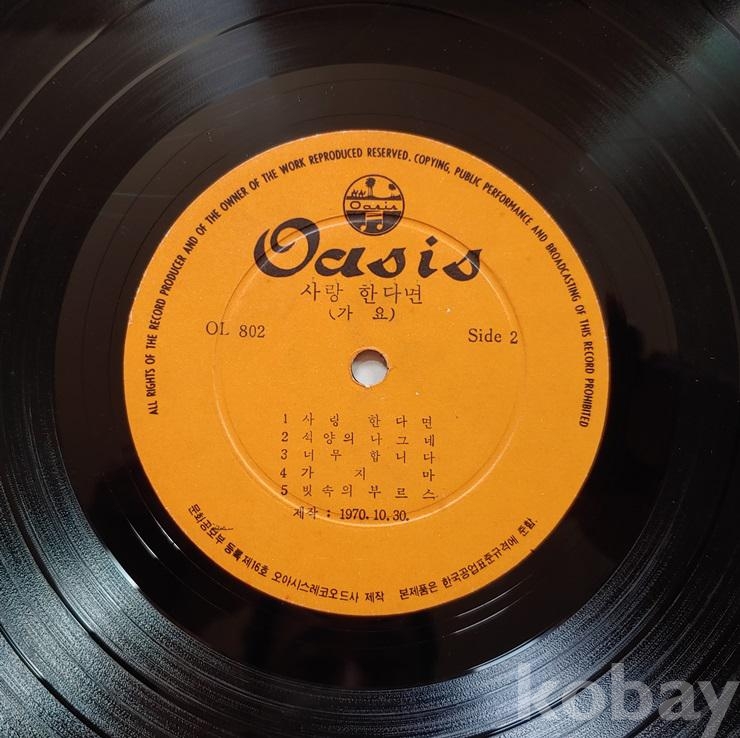 ALL RIGHTS OF THE RECORD PRODUCER AND OF THE OWNER OF THE WORK REPRODUCED RESERVED. COPYING, PUBLIC PERFORMANCE AND BROADCASTING OF THIS RECORD PROHIBITED
Oasis
Oasis
사랑 한다면
(가 요)
OL 802
Side 2
1 사 랑 한 다 면
2 석 양 의 나 그 네
3 너 무 합 니 다
4 가 지 마
5 빗 속 의 부 르 스
제작 : 1970. 10. 30.
문화공보부 등록 제16호 오아시스레코오드사 제작 본제품은 한국공업표준규격에 준함.
kobay